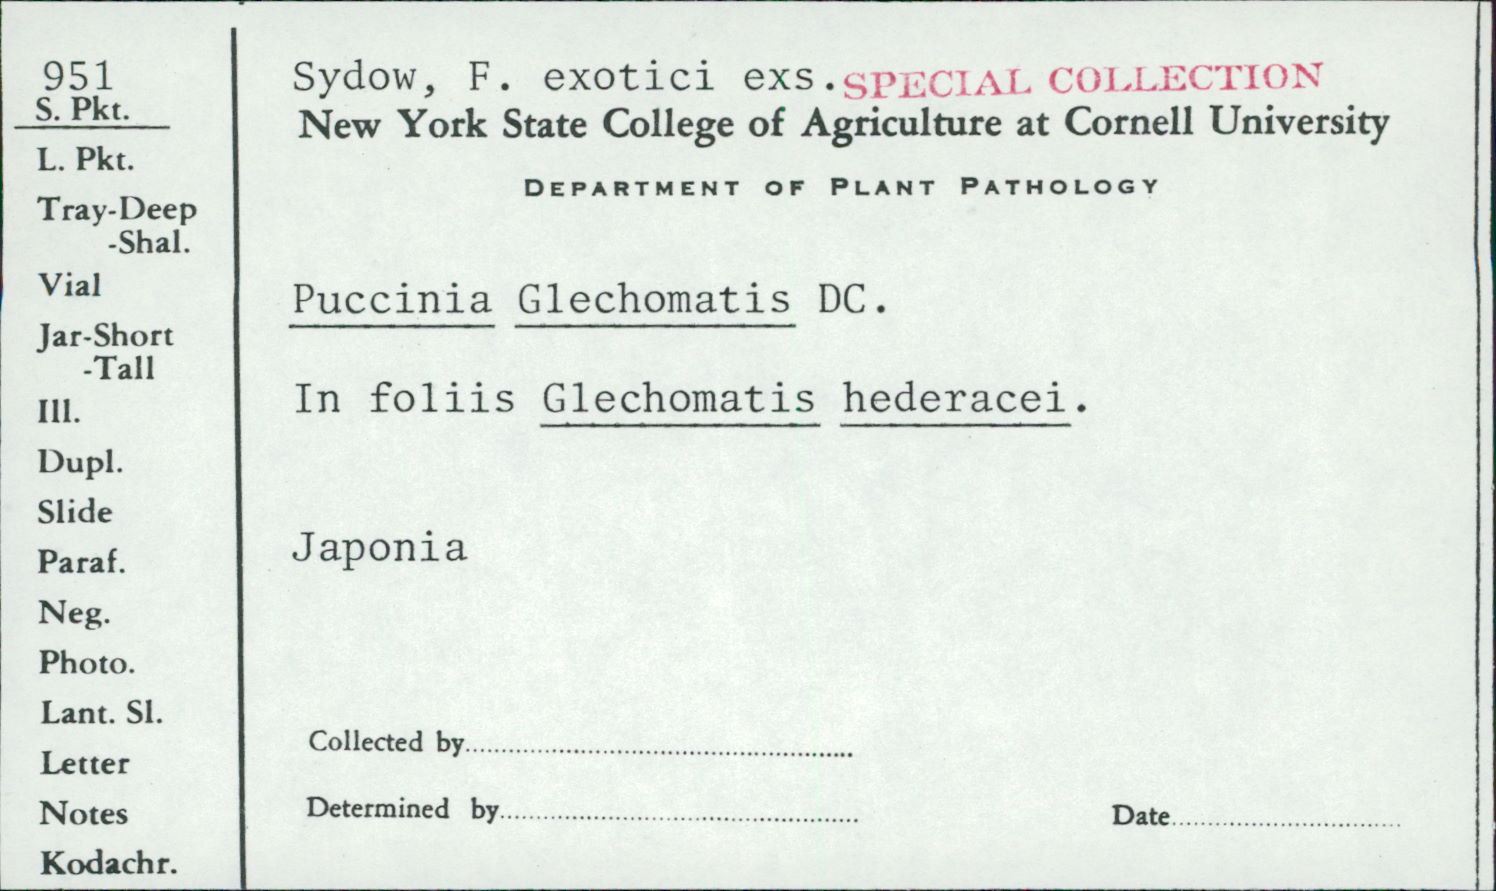 951
S. Pkt.
L. Pkt.
Tray-Deep
-Shal.
Vial
Jar-Short
-Tall
Ill.
Dupl.
Slide
Paraf.
Neg.
Photo.
Lant. Sl.
Letter
Notes
Kodachr.
Sydow, F. exotici exs. SPECIAL COLLECTION
New York State College of Agriculture at Cornell University
DEPARTMENT OF PLANT PATHOLOGY
Puccinia Glechomatis DC.
In foliis Glechomatis hederacei.
Japonia
Collected by
Determined by
Date